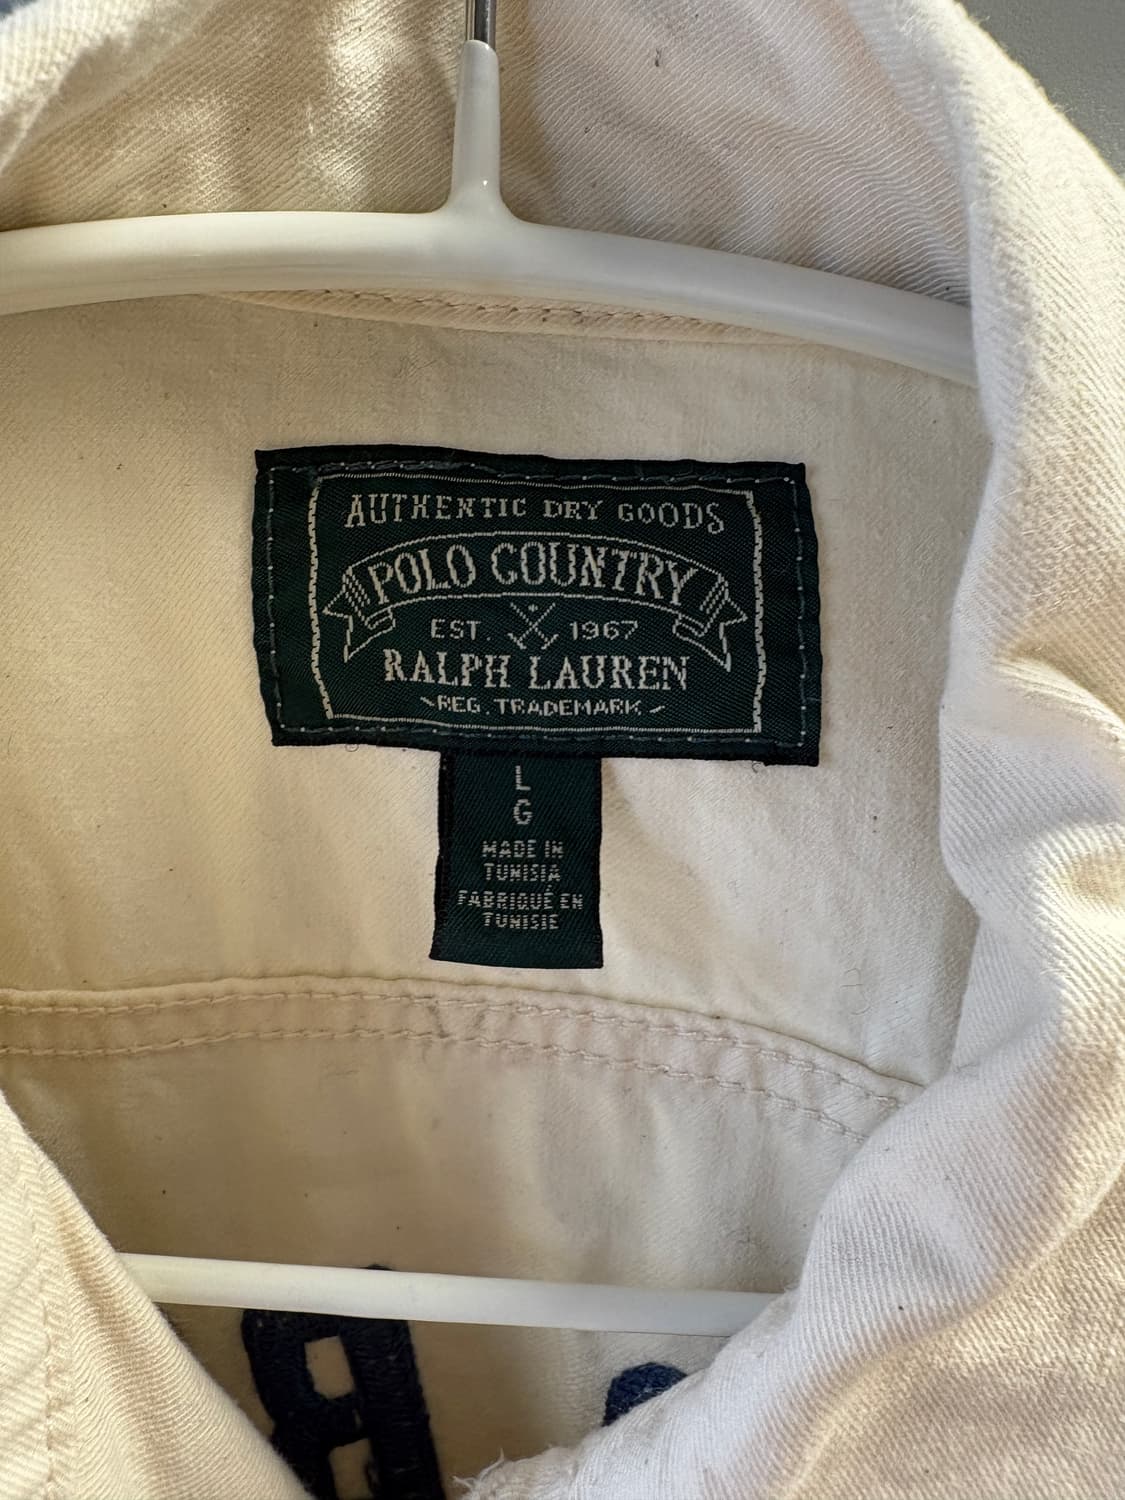 AUTHENTIC DRY GOODS
POLO COUNTRY
EST. 1967
RALPH LAUREN
REG. TRADEMARK
L
G
MADE IN
TUNISIA
FABRIQUÉ EN
TUNISIE